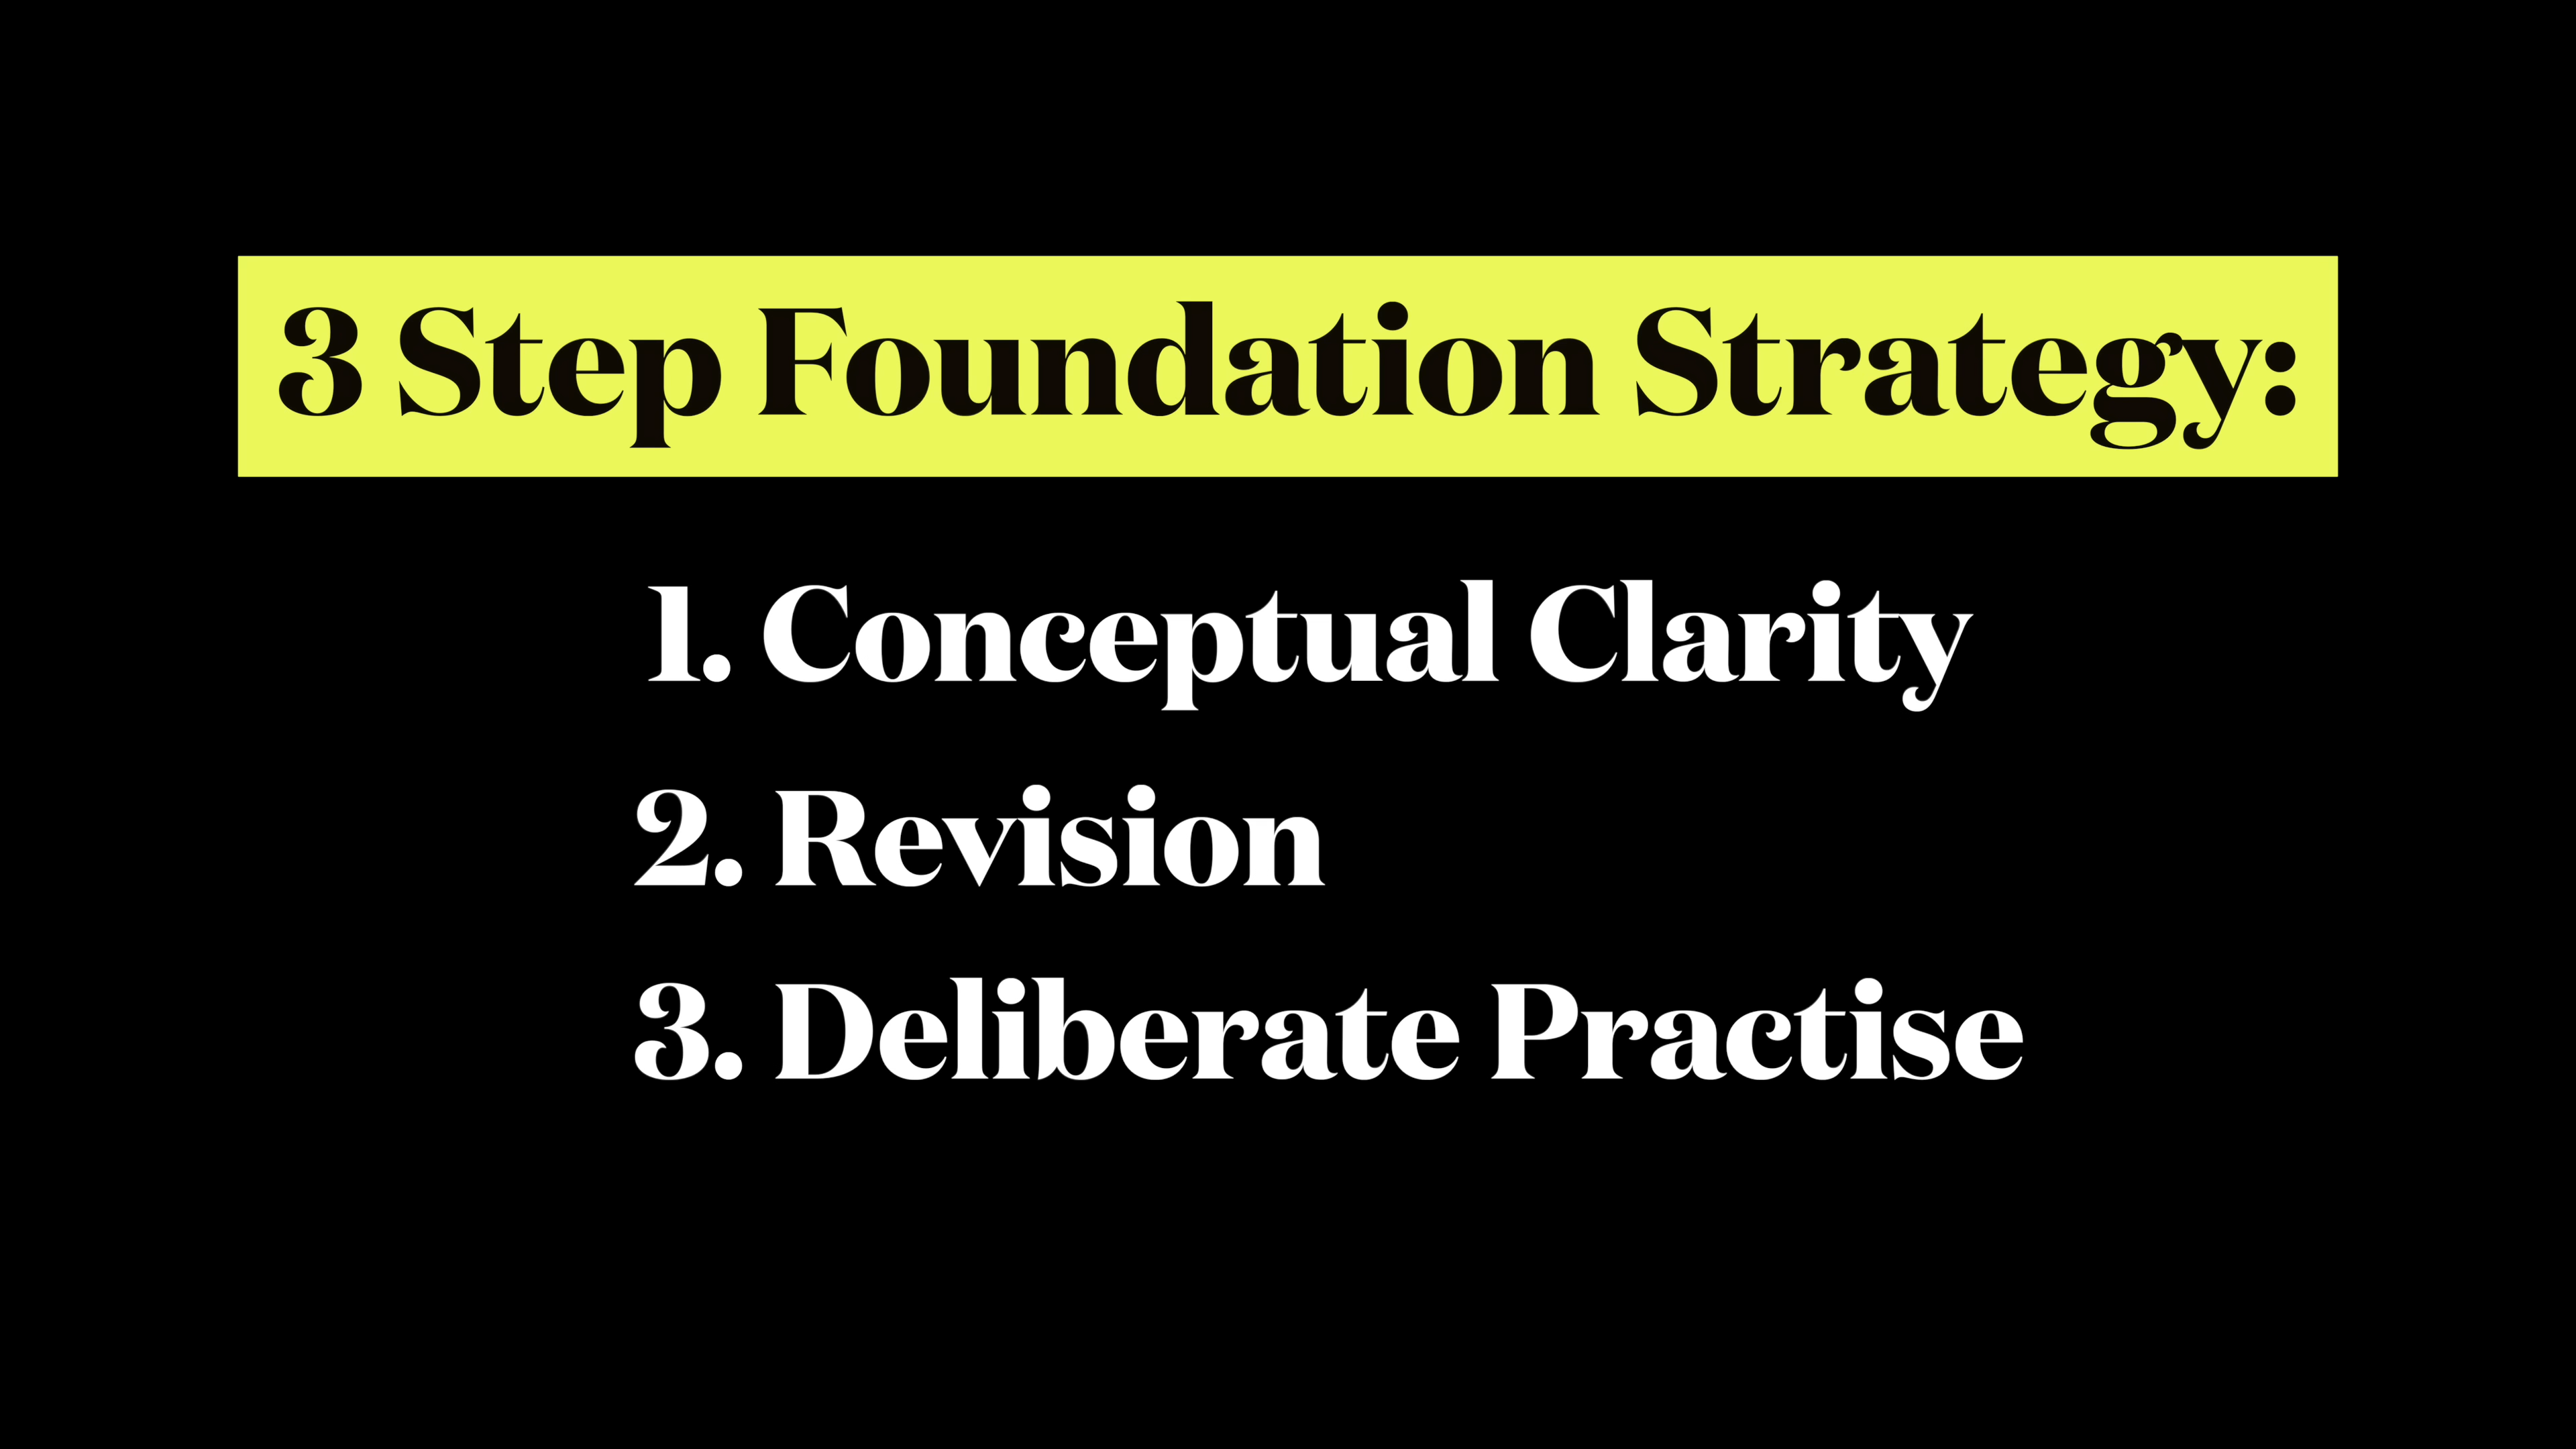 3 Step Foundation Strategy:
1. Conceptual Clarity
2. Revision
3. Deliberate Practise